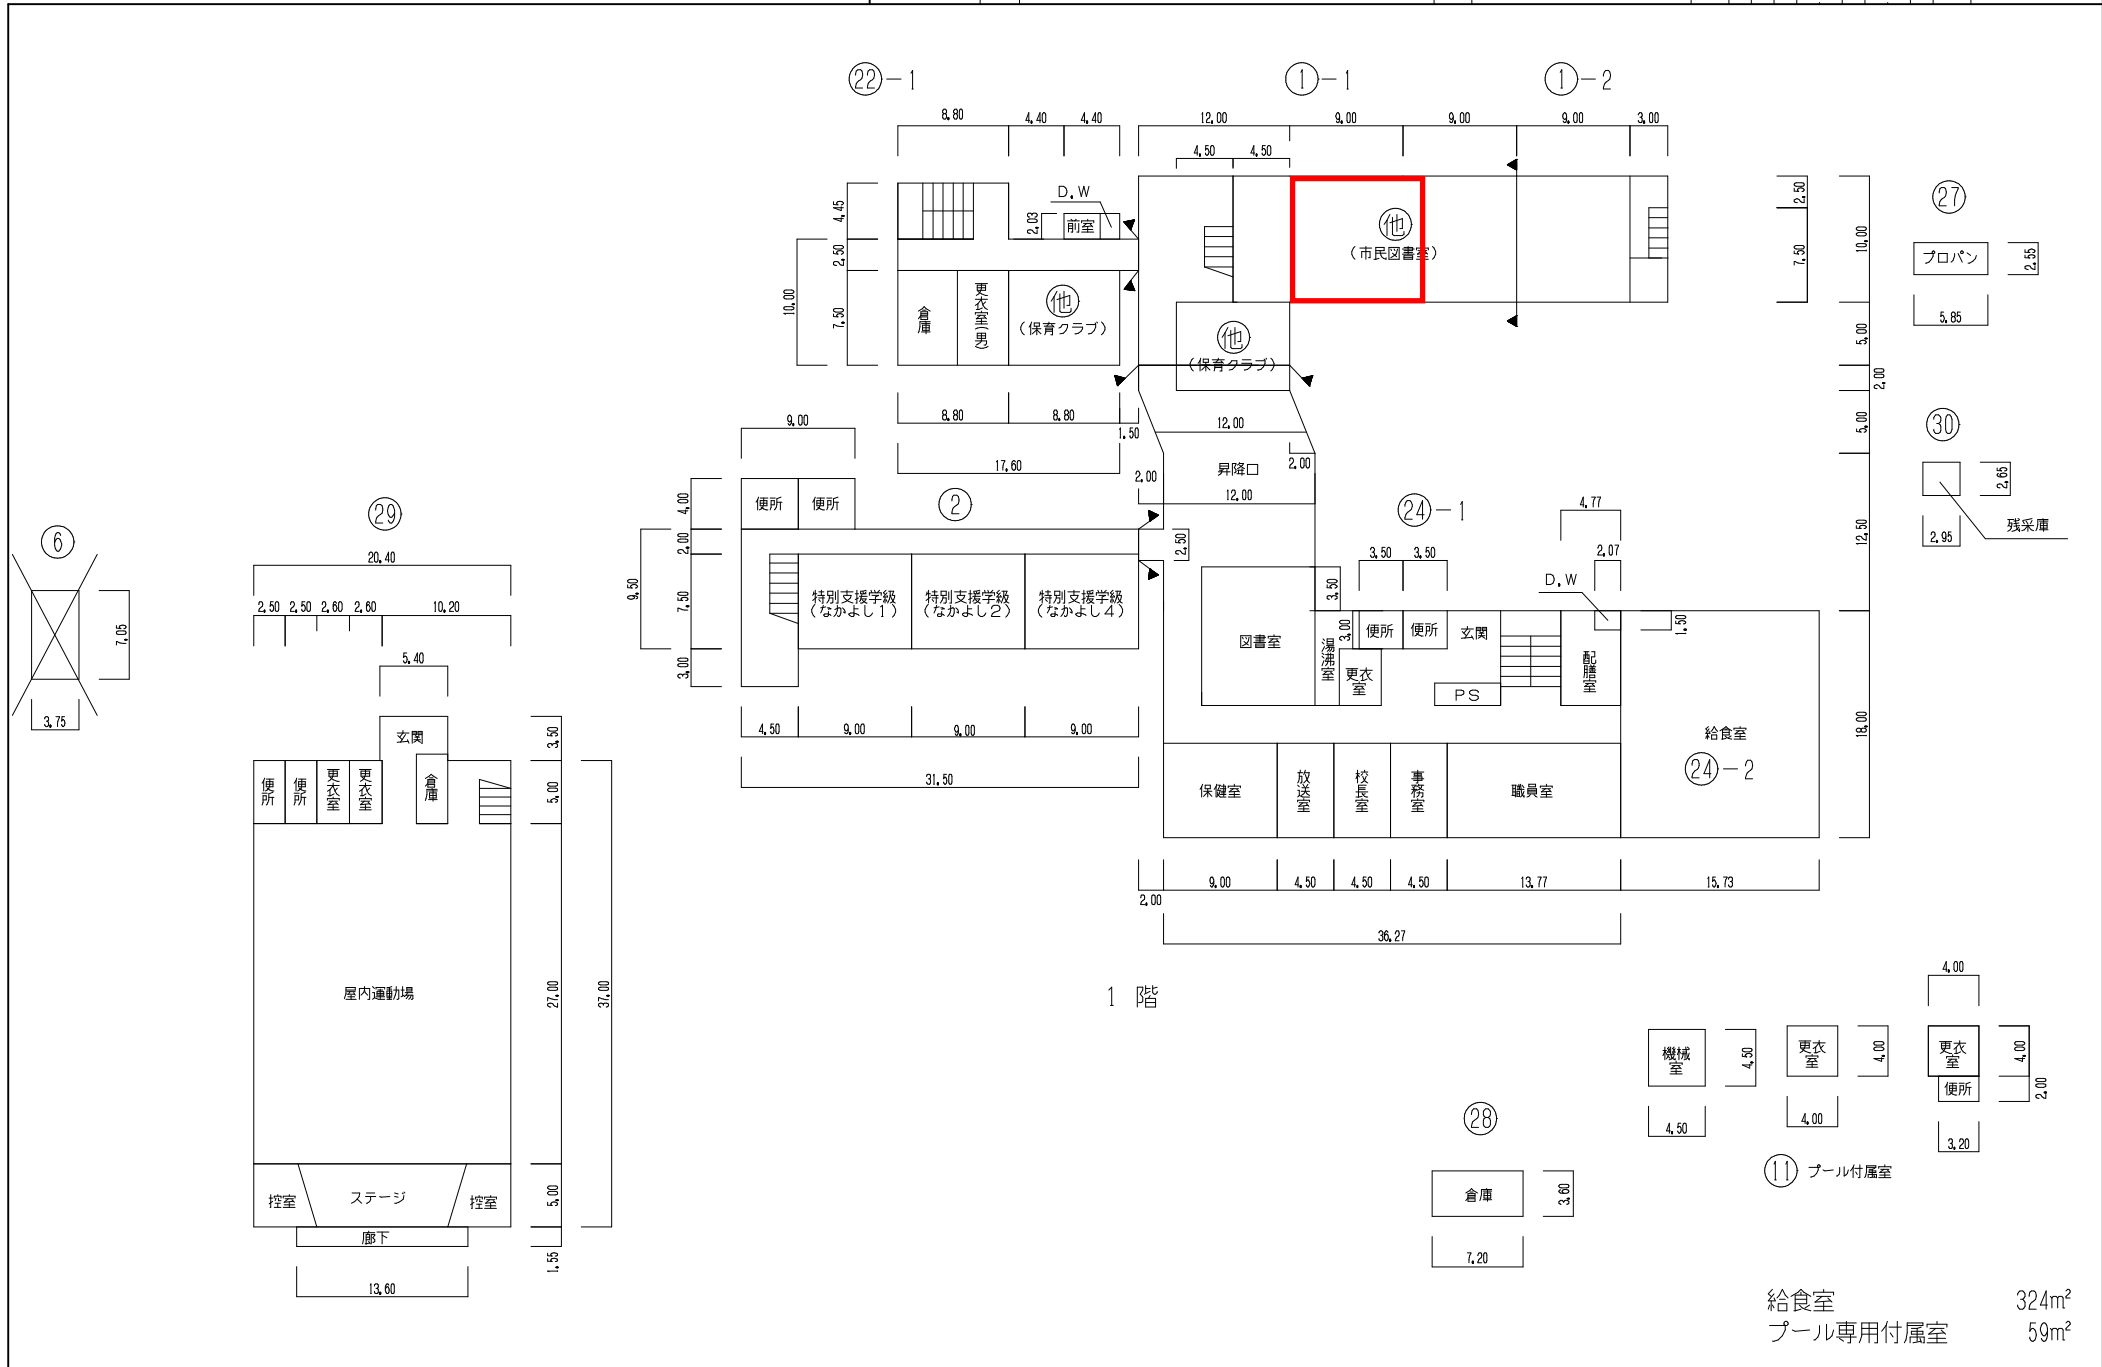 22-1
1-1
1-2
8.80
4.40
4.40
12.00
9.00
9.00
9.00
3.00
4.50
4.50
D.W
前室
2.03
4.45
2.50
7.50
10.00
倉庫
更衣室(男)
他
(保育クラブ)
他
(市民図書室)
他
(保育クラブ)
2.50
7.50
10.00
5.00
2.00
5.00
12.50
18.00
27
プロパン
2.55
5.85
30
2.65
2.95
残采庫
8.80
8.80
1.50
17.60
12.00
昇降口
2.00
2.00
12.00
9.00
便所
便所
2
4.00
2.00
7.50
9.50
3.00
2.50
特別支援学級
(なかよし1)
特別支援学級
(なかよし2)
特別支援学級
(なかよし4)
4.50
9.00
9.00
9.00
31.50
24-1
4.77
3.50
3.50
2.07
D.W
3.50
3.00
1.50
図書室
湯沸室
便所
便所
玄関
更衣室
PS
配膳室
給食室
24-2
保健室
放送室
校長室
事務室
職員室
2.00
9.00
4.50
4.50
4.50
13.77
15.73
36.27
6
7.05
3.75
29
20.40
2.50
2.50
2.60
2.60
10.20
5.40
玄関
便所
便所
更衣室
更衣室
倉庫
3.50
5.00
27.00
37.00
屋内運動場
控室
ステージ
控室
5.00
廊下
1.55
13.60
1 階
機械室
4.50
4.50
更衣室
4.00
4.00
4.00
更衣室
4.00
便所
2.00
3.20
11 プール付属室
28
倉庫
3.60
7.20
給食室 324m²
プール専用付属室 59m²